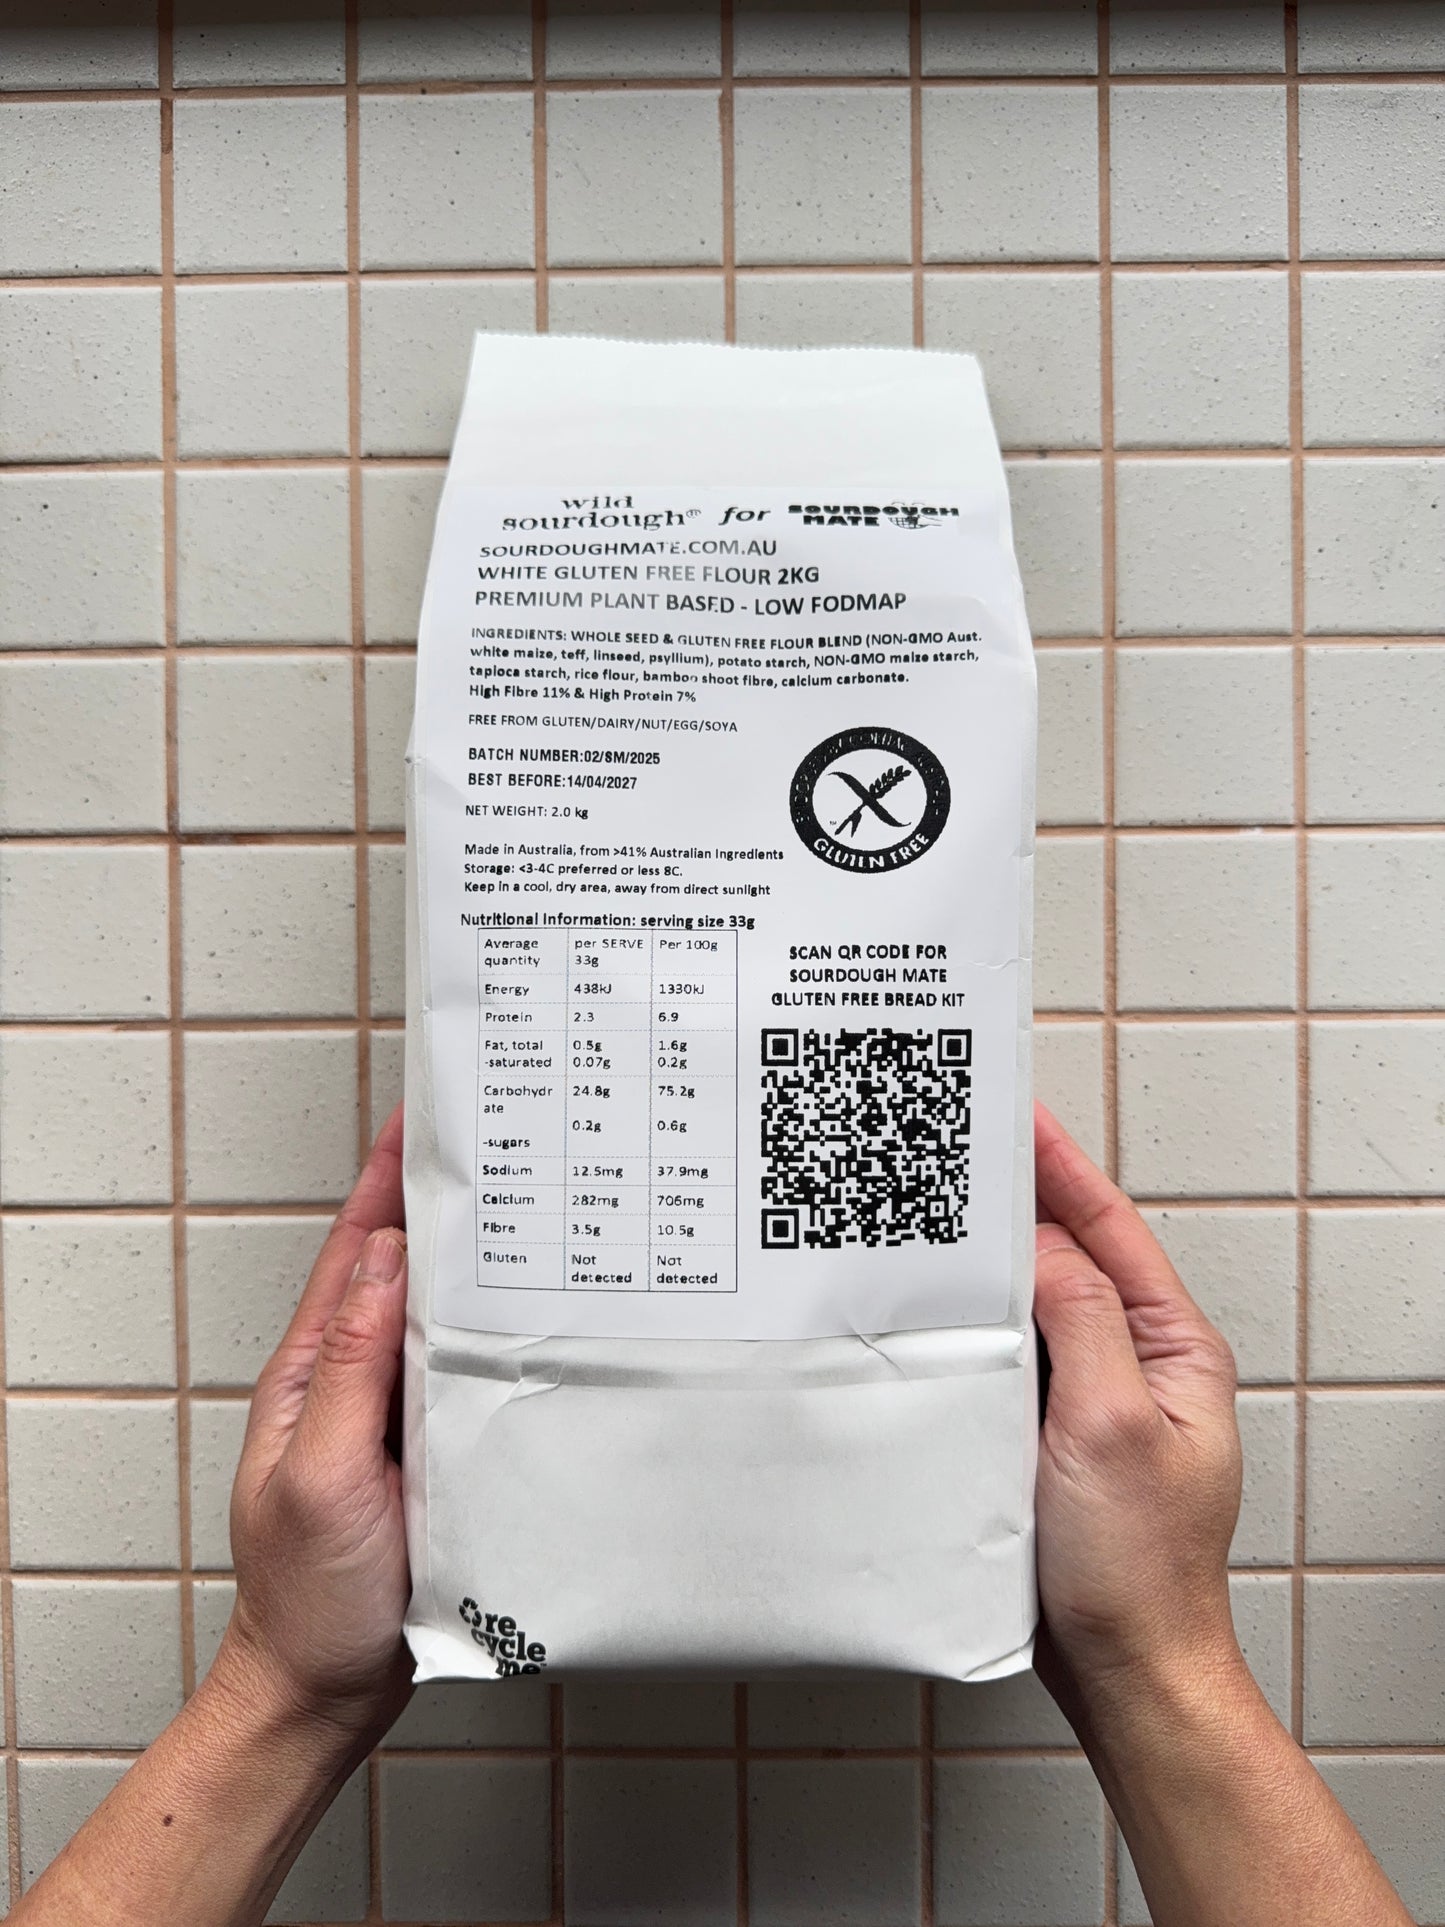 wild
sourdough® for SOURDOUGH
MATE
SOURDOUGHMATE.COM.AU
WHITE GLUTEN FREE FLOUR 2KG
PREMIUM PLANT BASED - LOW FODMAP
INGREDIENTS: WHOLE SEED & GLUTEN FREE FLOUR BLEND (NON-GMO Aust.
white maize, teff, linseed, psyllium), potato starch, NON-GMO maize starch,
tapioca starch, rice flour, bamboo shoot fibre, calcium carbonate.
High Fibre 11% & High Protein 7%
FREE FROM GLUTEN/DAIRY/NUT/EGG/SOYA
BATCH NUMBER:02/SM/2025
BEST BEFORE:14/04/2027
NET WEIGHT: 2.0 kg
ENDORSED BY COELIAC AUSTRALIA
TM
GLUTEN FREE
Made in Australia, from >41% Australian Ingredients
Storage: <3-4C preferred or less 8C.
Keep in a cool, dry area, away from direct sunlight
Nutritional Information: serving size 33g
Average quantity per SERVE 33g Per 100g
Energy 438kJ 1330kJ
Protein 2.3 6.9
Fat, total 0.5g 1.6g
-saturated 0.07g 0.2g
Carbohydrate 24.8g 75.2g
-sugars 0.2g 0.6g
Sodium 12.5mg 37.9mg
Calcium 282mg 706mg
Fibre 3.5g 10.5g
Gluten Not detected Not detected
SCAN QR CODE FOR
SOURDOUGH MATE
GLUTEN FREE BREAD KIT
re
cycle
me